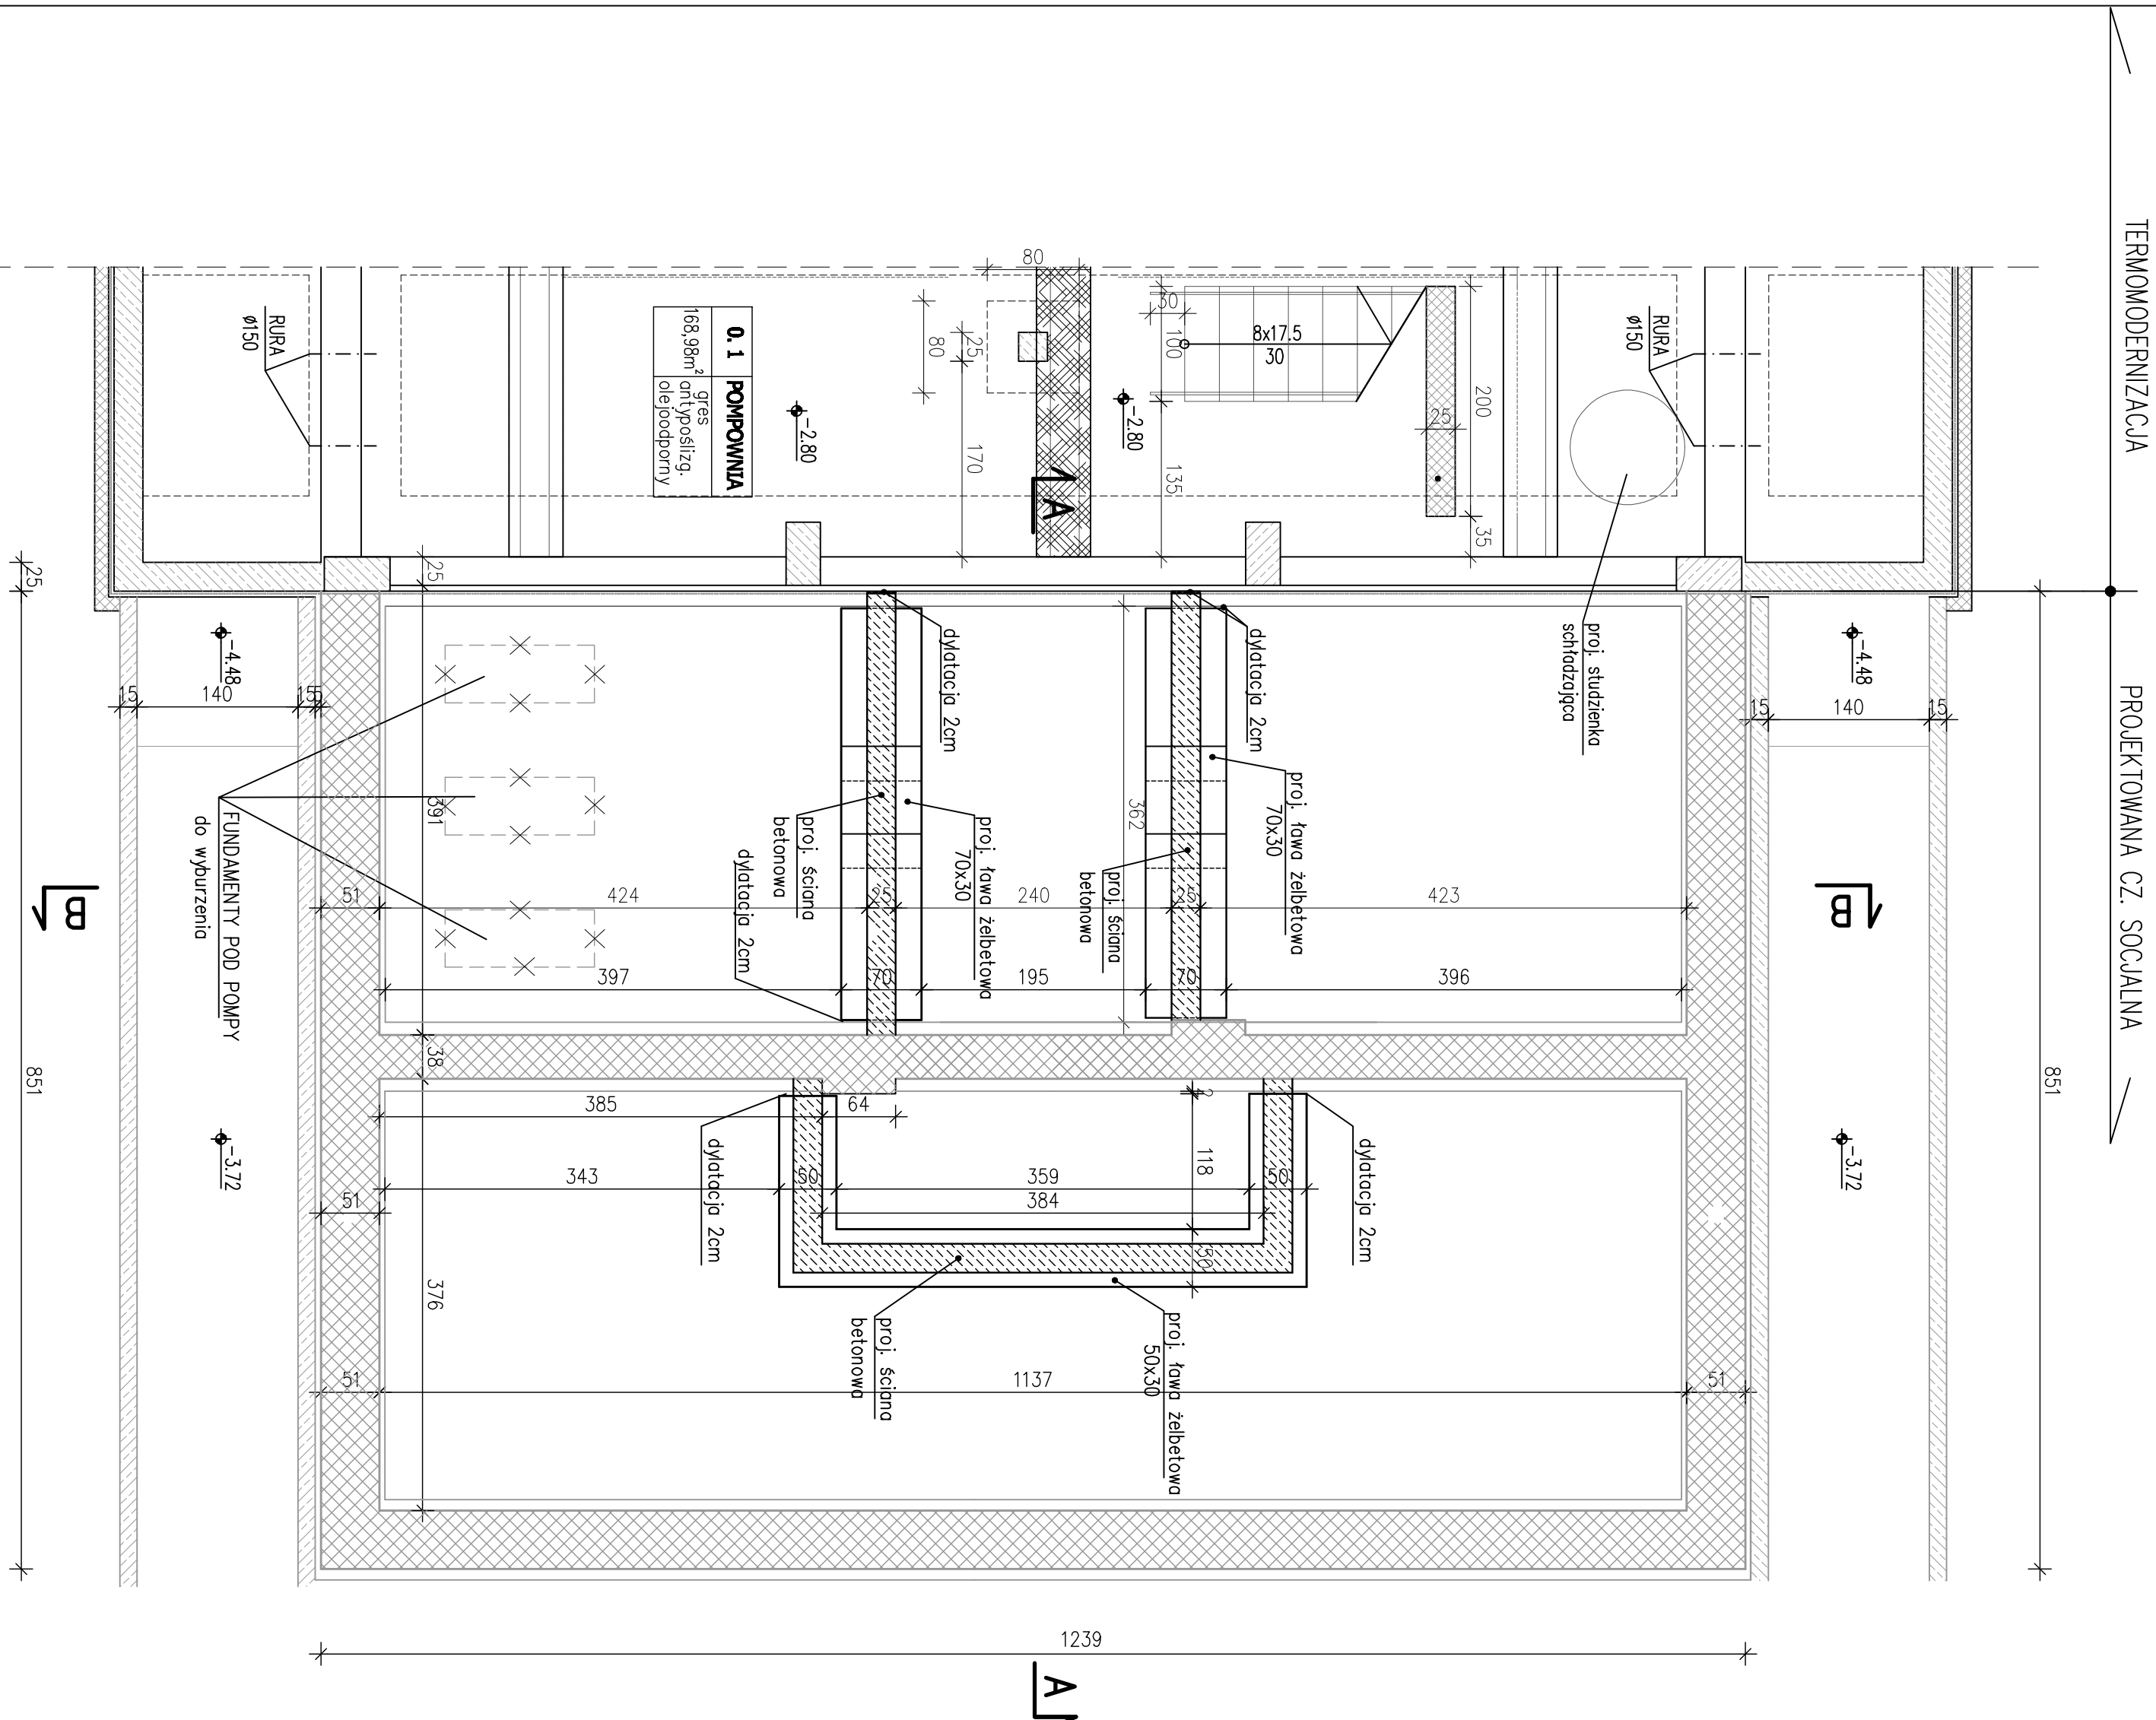 TERMOMODERNIZACJA
PROJEKTOWANA CZ. SOCJALNA
80
30
100
8x17.5
30
200
25
35
135
-2.80
RURA
ø150
RURA
ø150
0.1 POMPOWNIA
168,98m² gres
antypoślizg.
olejoodporny
-2.80
80
25
170
A
proj. studzienka
schładzająca
25
25
-4.48
15
140
15
5
-4.48
15
140
15
dylatacja 2cm
dylatacja 2cm
proj. ława żelbetowa
70x30
proj. ściana
betonowa
proj. ława żelbetowa
70x30
proj. ściana
betonowa
dylatacja 2cm
362
391
FUNDAMENTY POD POMPY
do wyburzenia
B
B
51
424
25
240
25
423
397
70
195
70
396
851
851
38
385
64
2
118
-3.72
-3.72
dylatacja 2cm
dylatacja 2cm
343
50
359
50
51
384
50
376
proj. ściana
betonowa
proj. ława żelbetowa
50x30
51
1137
51
1239
A